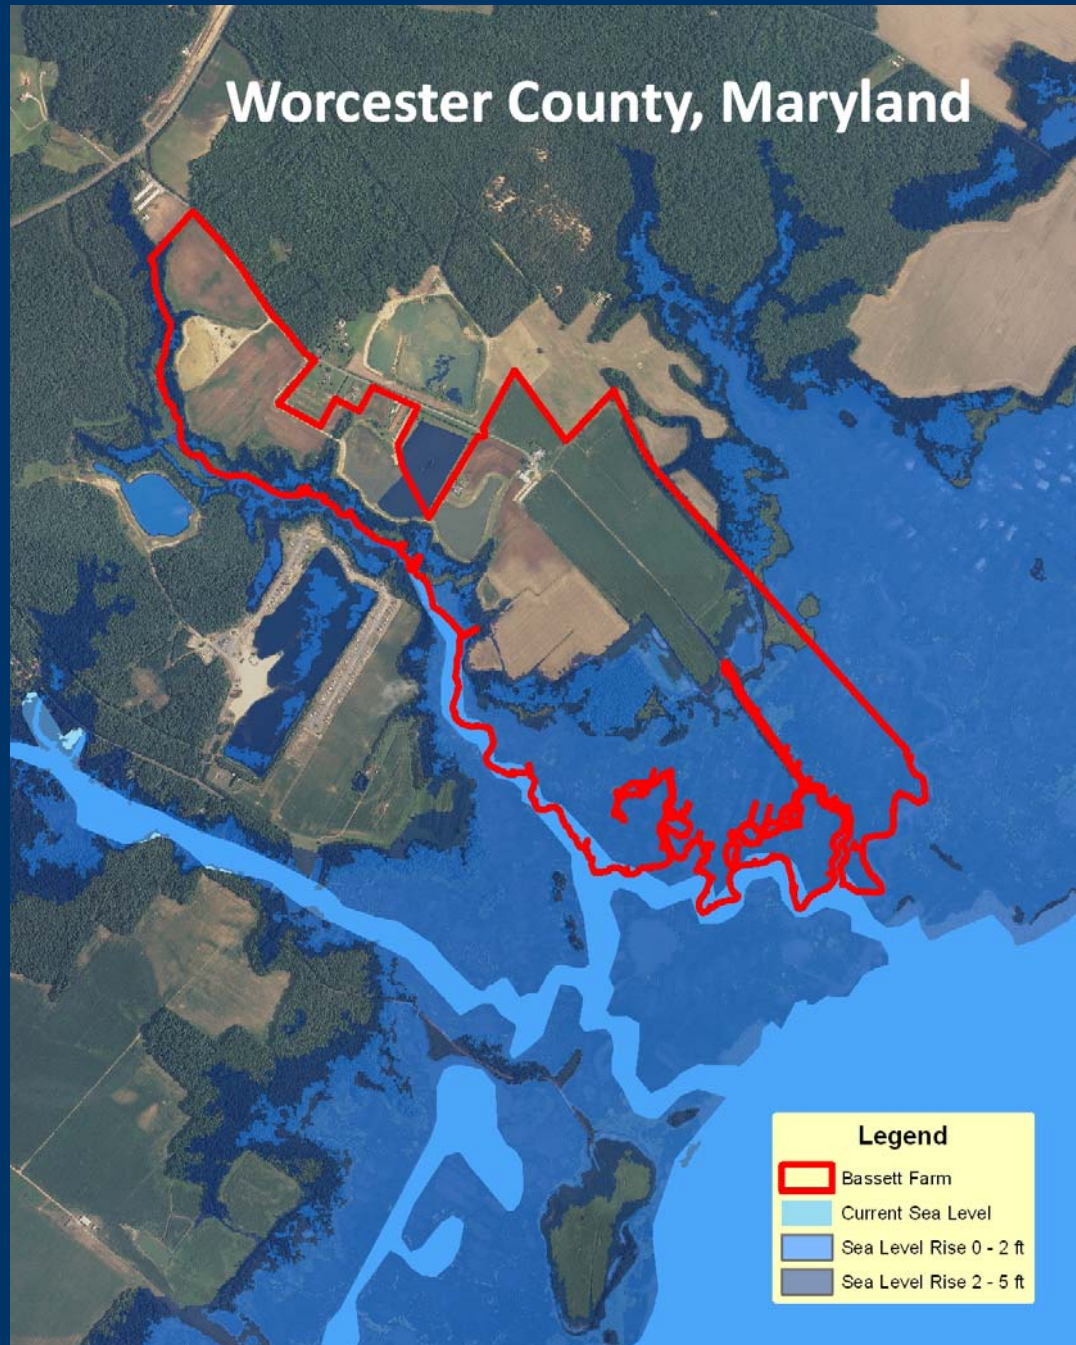 Worcester County, Maryland
Legend
Bassett Farm
Current Sea Level
Sea Level Rise 0 - 2 ft
Sea Level Rise 2 - 5 ft